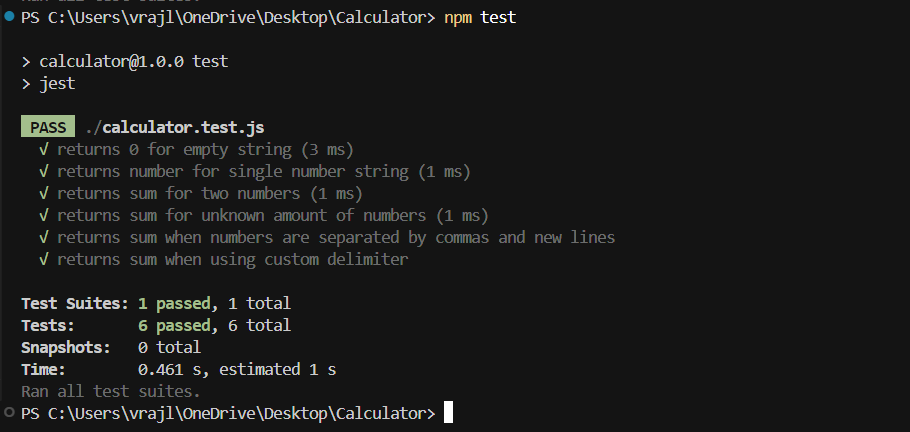 PS C:\Users\vrajl\OneDrive\Desktop\Calculator> npm test
> calculator@1.0.0 test
> jest
PASS ./calculator.test.js
√ returns 0 for empty string (3 ms)
√ returns number for single number string (1 ms)
√ returns sum for two numbers (1 ms)
√ returns sum for unknown amount of numbers (1 ms)
√ returns sum when numbers are separated by commas and new lines
√ returns sum when using custom delimiter
Test Suites: 1 passed, 1 total
Tests: 6 passed, 6 total
Snapshots: 0 total
Time: 0.461 s, estimated 1 s
Ran all test suites.
PS C:\Users\vrajl\OneDrive\Desktop\Calculator>